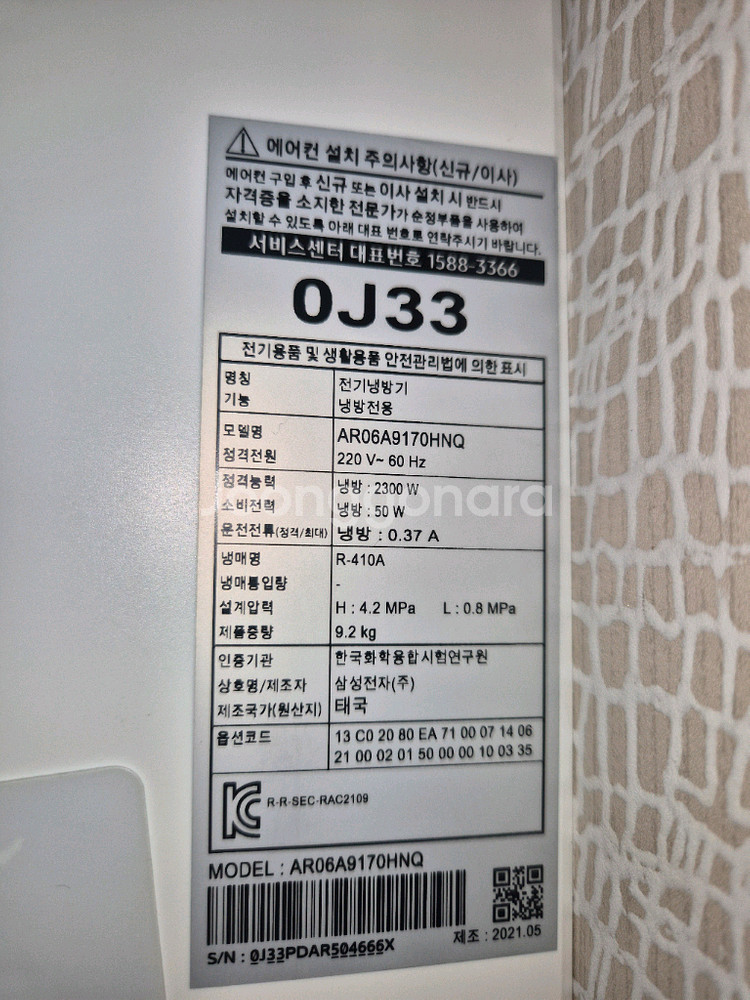 에어컨 설치 주의사항(신규/이사)
에어컨 구입 후 신규 또는 이사 설치 시 반드시
자격증을 소지한 전문가가 순정부품을 사용하여
설치할 수 있도록 아래 대표 번호로 연락주시기 바랍니다.
서비스센터 대표번호 1588-3366
0J33
전기용품 및 생활용품 안전관리법에 의한 표시
명칭 전기냉방기
기능 냉방전용
모델명 AR06A9170HNQ
정격전원 220 V~ 60 Hz
정격능력 냉방 : 2300 W
소비전력 냉방 : 50 W
운전전류(정격/최대) 냉방 : 0.37 A
냉매명 R-410A
냉매봉입량 -
설계압력 H : 4.2 MPa L : 0.8 MPa
제품중량 9.2 kg
인증기관 한국화학융합시험연구원
상호명/제조자 삼성전자(주)
제조국가(원산지) 태국
옵션코드 13 C0 20 80 EA 71 00 07 14 06
21 00 02 01 50 00 00 10 03 35
R-R-SEC-RAC2109
MODEL : AR06A9170HNQ
제조 : 2021.05
S/N : 0J33PDAR504666X
Joonggonara